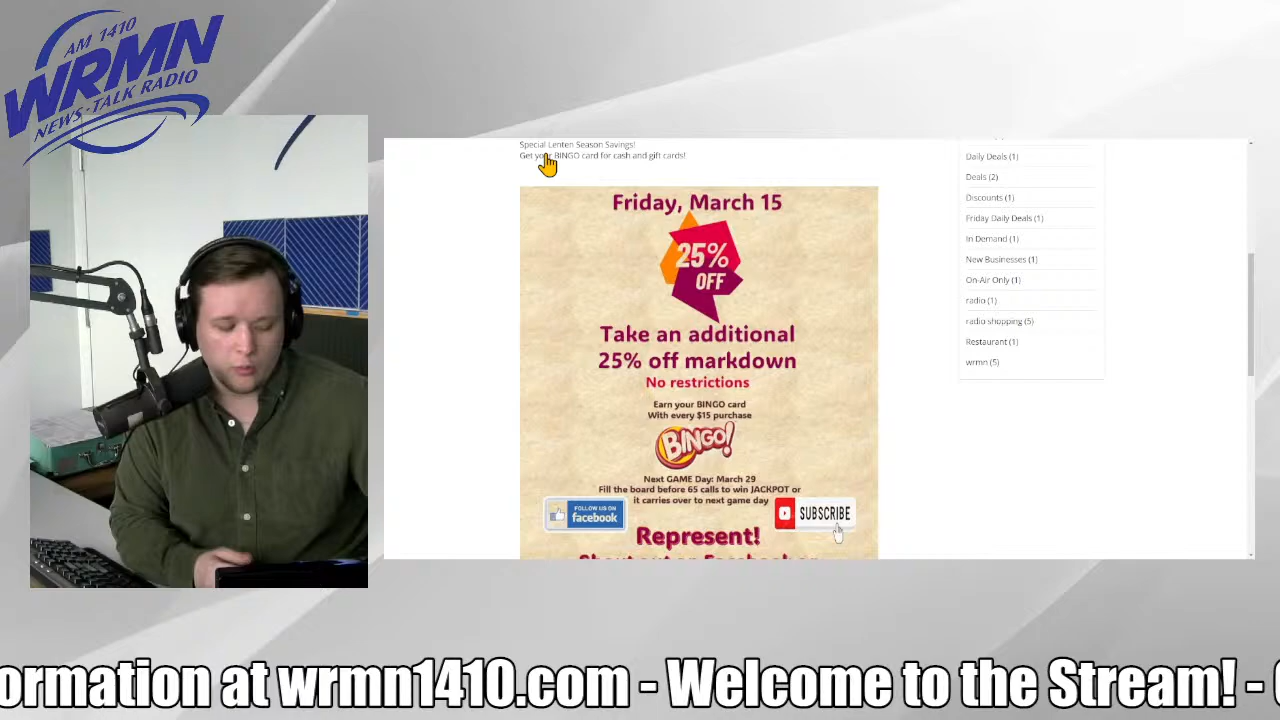 AM 1410
WRMN
NEWS-TALK RADIO
Special Lenten Season Savings!
Get your BINGO card for cash and gift cards!
Friday, March 15
25%
OFF
Take an additional
25% off markdown
No restrictions
Earn your BINGO card
With every $15 purchase
BINGO!
Next GAME Day: March 29
Fill the board before 65 calls to win JACKPOT or
it carries over to next game day
FOLLOW US ON
facebook
SUBSCRIBE
Represent!
Daily Deals (1)
Deals (2)
Discounts (1)
Friday Daily Deals (1)
In Demand (1)
New Businesses (1)
On-Air Only (1)
radio (1)
radio shopping (5)
Restaurant (1)
wrmn (5)
ormation at wrmn1410.com - Welcome to the Stream! -